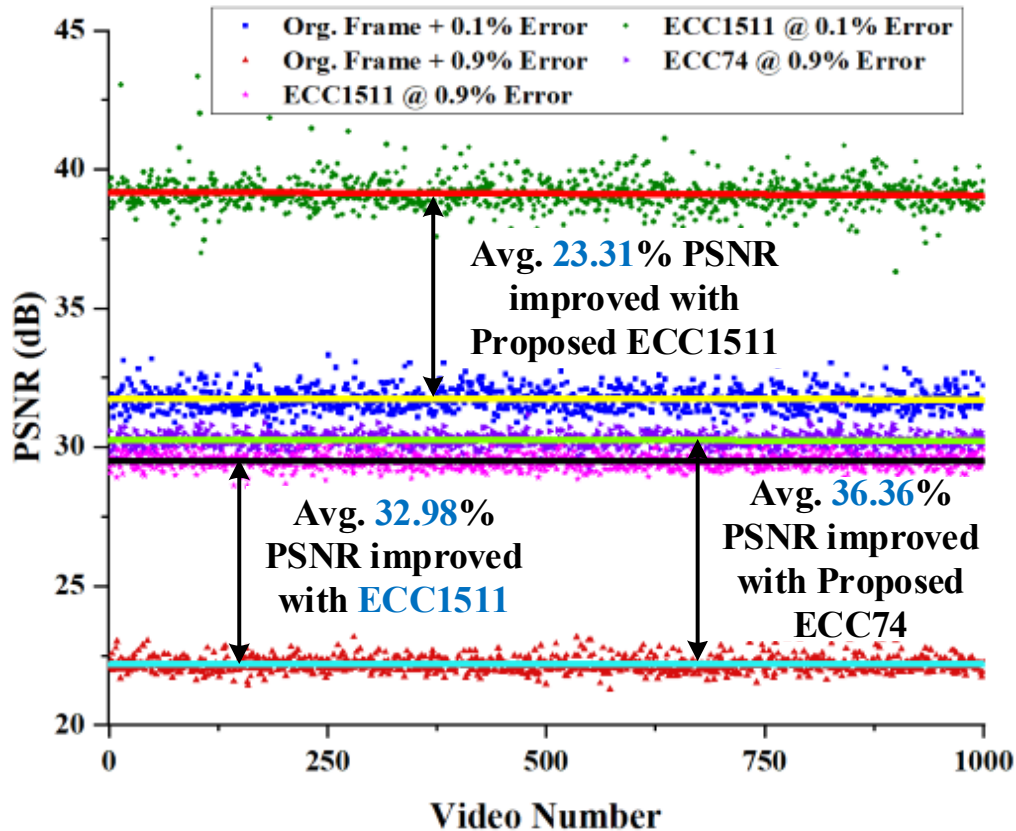 Org. Frame + 0.1% Error
ECC1511 @ 0.1% Error
Org. Frame + 0.9% Error
ECC74 @ 0.9% Error
ECC1511 @ 0.9% Error
45
40
35
30
25
20
PSNR (dB)
Avg. 23.31% PSNR
improved with
Proposed ECC1511
Avg. 32.98%
PSNR improved
with ECC1511
Avg. 36.36%
PSNR improved
with Proposed
ECC74
0
250
500
750
1000
Video Number